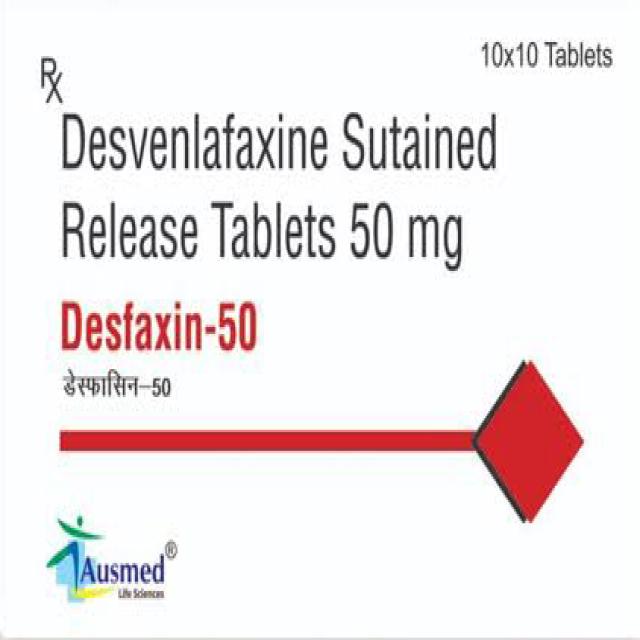 10x10 Tablets
Rx
Desvenlafaxine Sutained
Release Tablets 50 mg
Desfaxin-50
डेस्फासिन-50
Ausmed®
Life Sciences